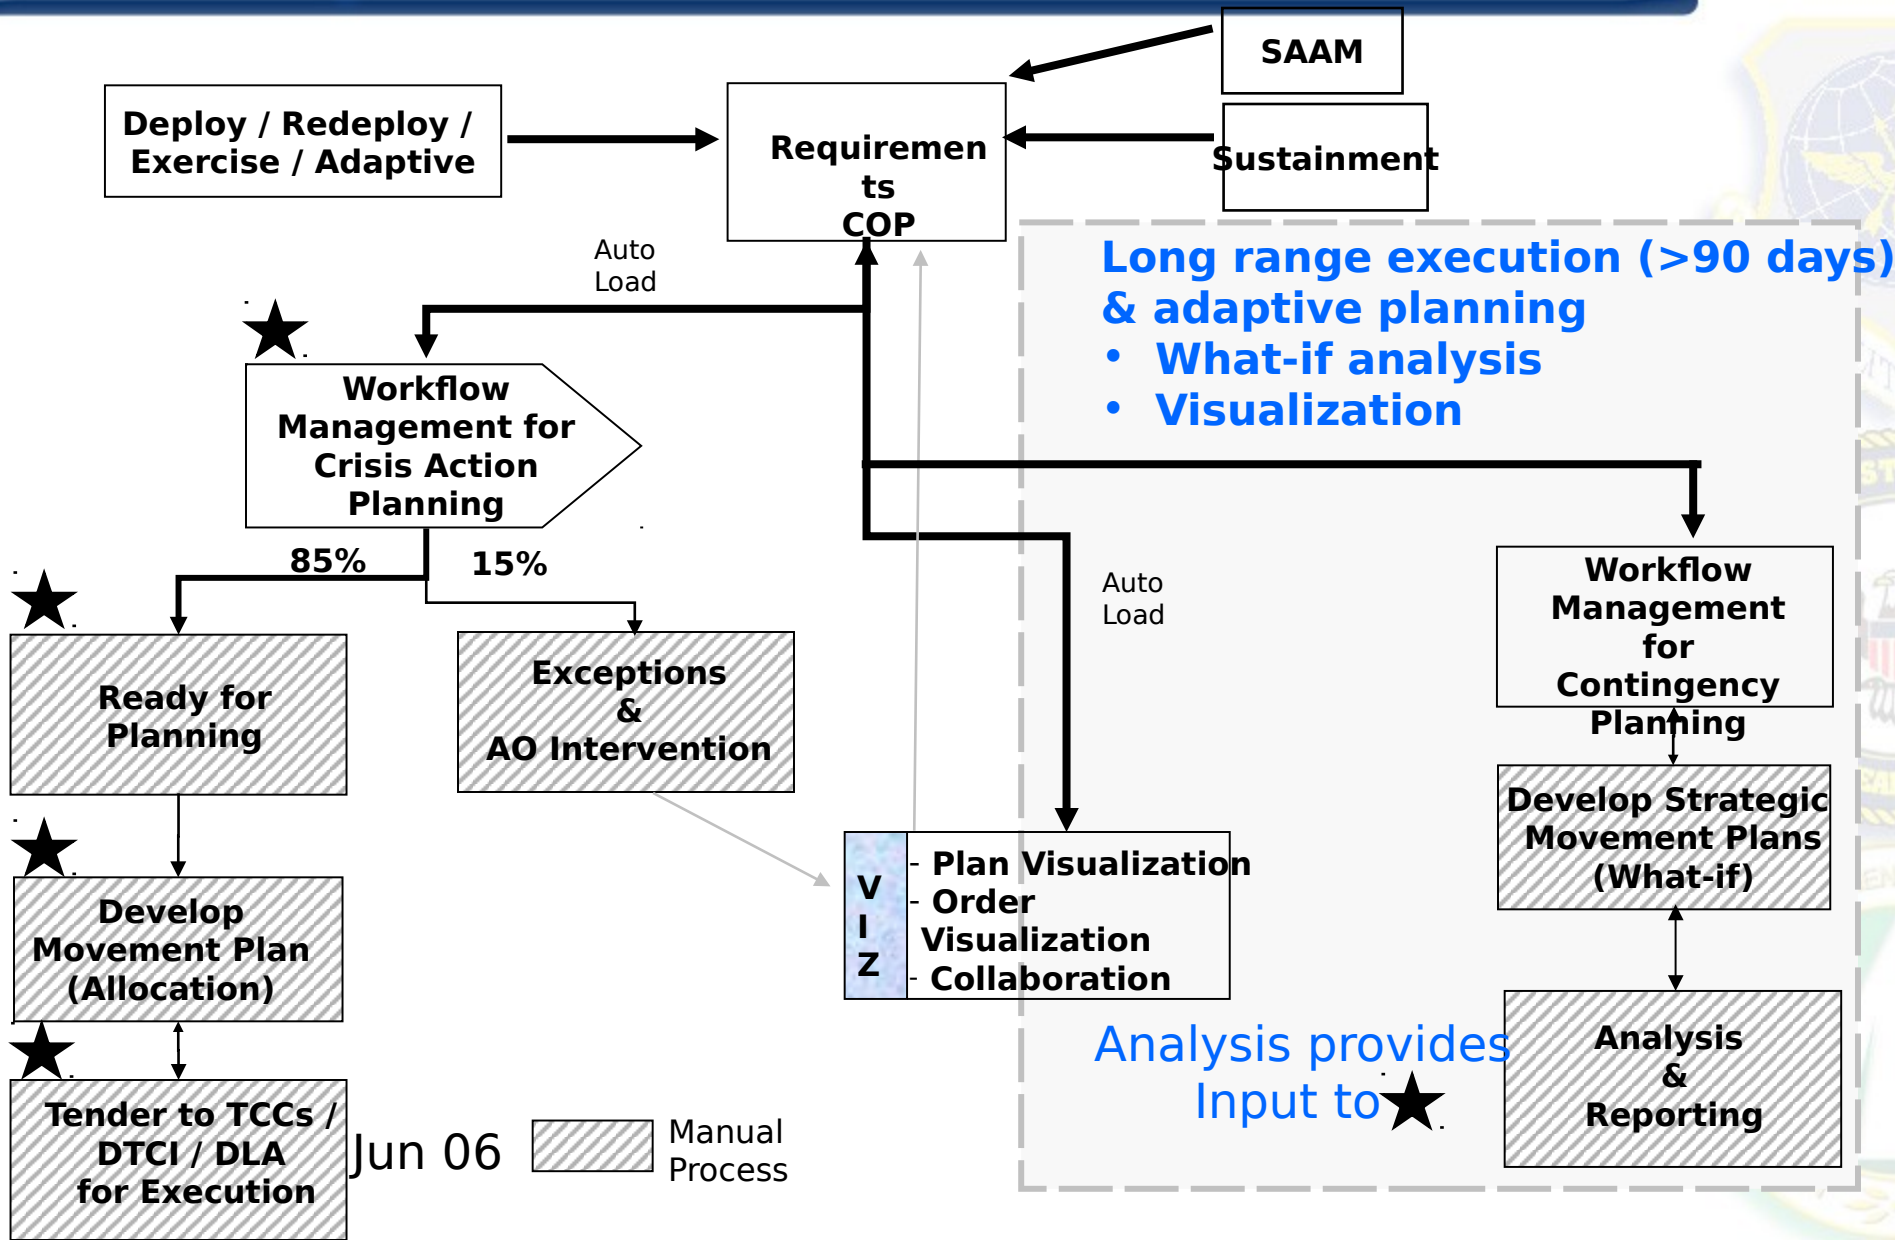 SAAM
Deploy / Redeploy /
Exercise / Adaptive
Requiremen
ts
COP
Sustainment
Auto
Load
Long range execution (>90 days)
& adaptive planning
• What-if analysis
• Visualization
Workflow
Management for
Crisis Action
Planning
85%
15%
Auto
Load
Workflow
Management
for
Contingency
Planning
Ready for
Planning
Exceptions
&
AO Intervention
Develop Strategic
Movement Plans
(What-if)
V
I
Z
- Plan Visualization
- Order
Visualization
- Collaboration
Develop
Movement Plan
(Allocation)
Analysis provides
Input to
Analysis
&
Reporting
Tender to TCCs /
DTCI / DLA
for Execution
Jun 06
Manual
Process